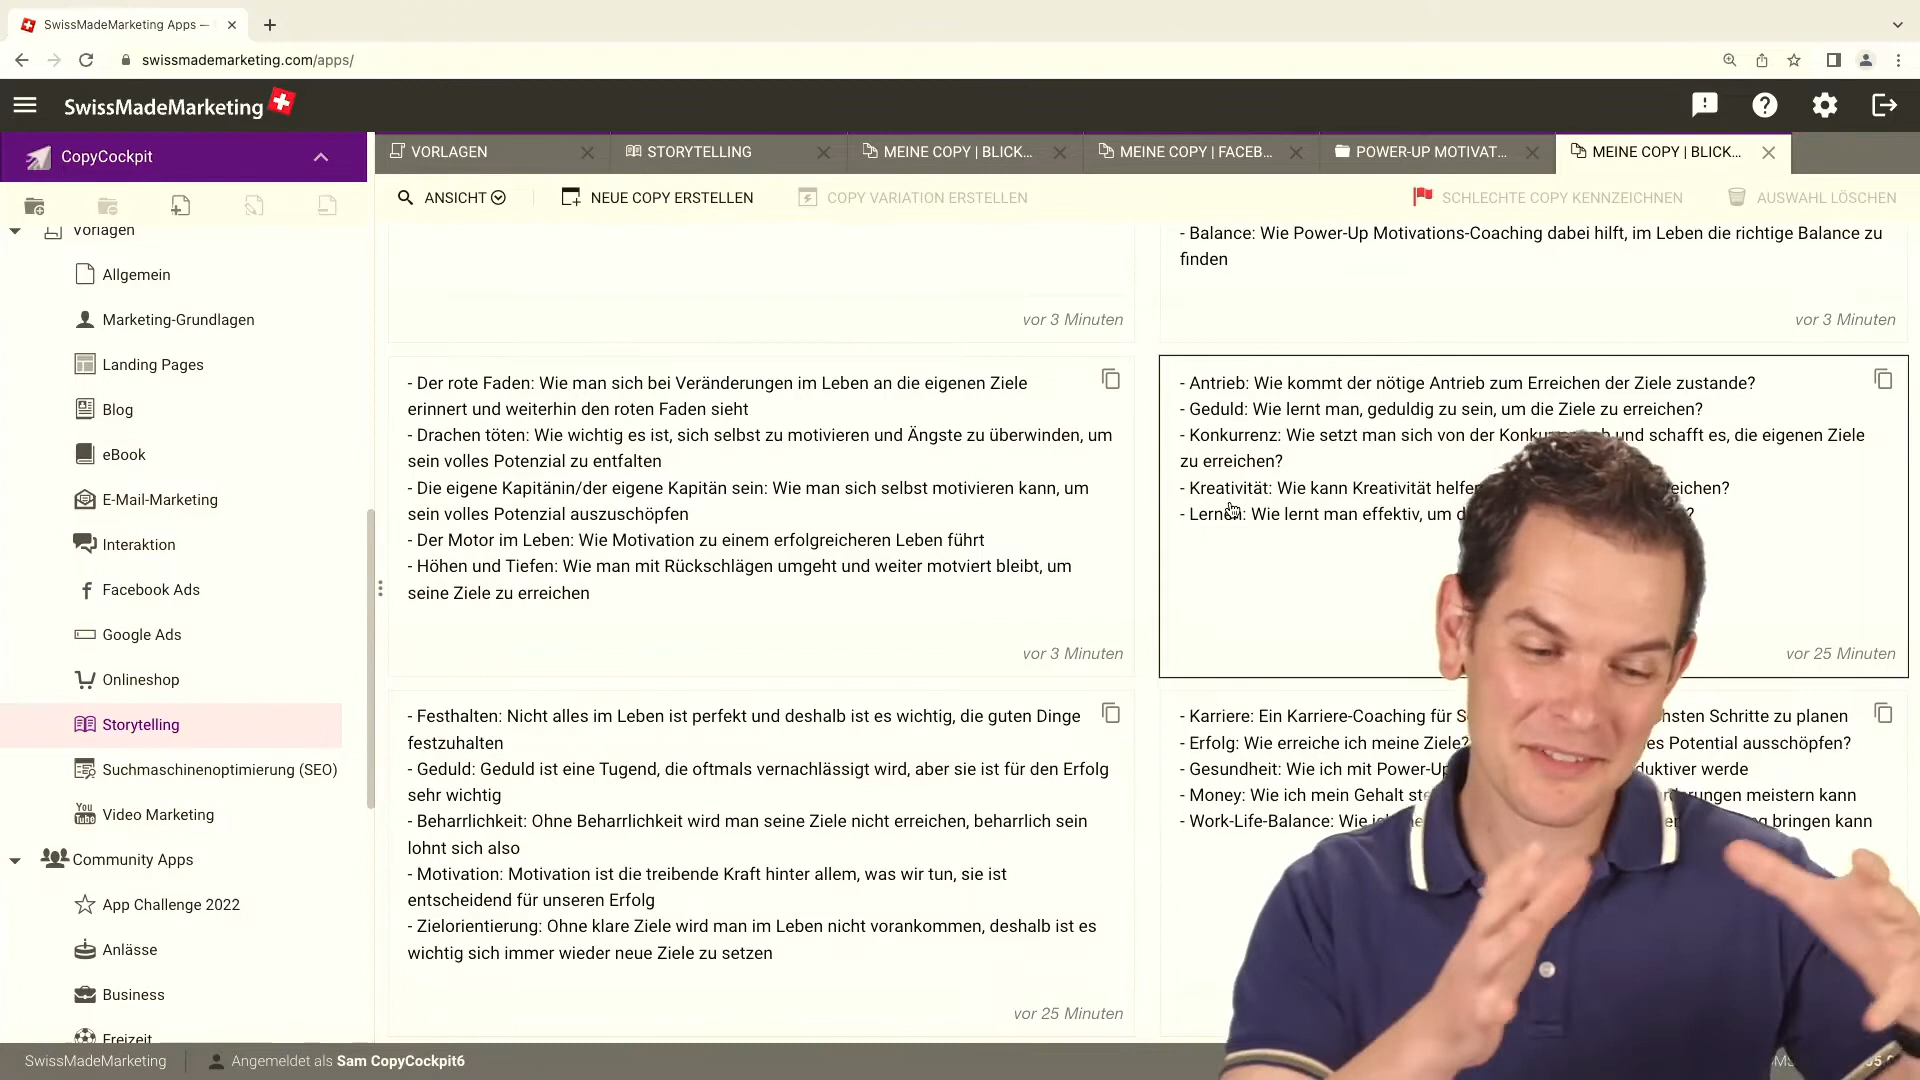 SwissMadeMarketing Apps —
swissmademarketing.com/apps/
SwissMadeMarketing
CopyCockpit
VORLAGEN
STORYTELLING
MEINE COPY | BLICK...
MEINE COPY | FACEB...
POWER-UP MOTIVAT...
MEINE COPY | BLICK...
ANSICHT
NEUE COPY ERSTELLEN
COPY VARIATION ERSTELLEN
SCHLECHTE COPY KENNZEICHNEN
AUSWAHL LÖSCHEN
Vorlagen
Allgemein
Marketing-Grundlagen
Landing Pages
Blog
eBook
E-Mail-Marketing
Interaktion
Facebook Ads
Google Ads
Onlineshop
Storytelling
Suchmaschinenoptimierung (SEO)
You
Tube
Video Marketing
Community Apps
App Challenge 2022
Anlässe
Business
Freizeit
vor 3 Minuten
- Balance: Wie Power-Up Motivations-Coaching dabei hilft, im Leben die richtige Balance zu
finden
vor 3 Minuten
- Der rote Faden: Wie man sich bei Veränderungen im Leben an die eigenen Ziele
erinnert und weiterhin den roten Faden sieht
- Drachen töten: Wie wichtig es ist, sich selbst zu motivieren und Ängste zu überwinden, um
sein volles Potenzial zu entfalten
- Die eigene Kapitänin/der eigene Kapitän sein: Wie man sich selbst motivieren kann, um
sein volles Potenzial auszuschöpfen
- Der Motor im Leben: Wie Motivation zu einem erfolgreicheren Leben führt
- Höhen und Tiefen: Wie man mit Rückschlägen umgeht und weiter motviert bleibt, um
seine Ziele zu erreichen
vor 3 Minuten
- Antrieb: Wie kommt der nötige Antrieb zum Erreichen der Ziele zustande?
- Geduld: Wie lernt man, geduldig zu sein, um die Ziele zu erreichen?
- Konkurrenz: Wie setzt man sich von der und schafft es, die eigenen Ziele
zu erreichen?
- Kreativität: Wie kann Kreativität
- Lernen: Wie lernt man effektiv, um
vor 25 Minuten
- Festhalten: Nicht alles im Leben ist perfekt und deshalb ist es wichtig, die guten Dinge
festzuhalten
- Geduld: Geduld ist eine Tugend, die oftmals vernachlässigt wird, aber sie ist für den Erfolg
sehr wichtig
- Beharrlichkeit: Ohne Beharrlichkeit wird man seine Ziele nicht erreichen, beharrlich sein
lohnt sich also
- Motivation: Motivation ist die treibende Kraft hinter allem, was wir tun, sie ist
entscheidend für unseren Erfolg
- Zielorientierung: Ohne klare Ziele wird man im Leben nicht vorankommen, deshalb ist es
wichtig sich immer wieder neue Ziele zu setzen
vor 25 Minuten
- Karriere: Ein Karriere-Coaching für Schritte zu planen
- Erfolg: Wie erreiche ich meine Ziele? Potential ausschöpfen?
- Gesundheit: Wie ich mit Power-Up werde
- Money: Wie ich mein Gehalt meistern kann
- Work-Life-Balance: Wie bringen kann
SwissMadeMarketing
Angemeldet als Sam CopyCockpit6